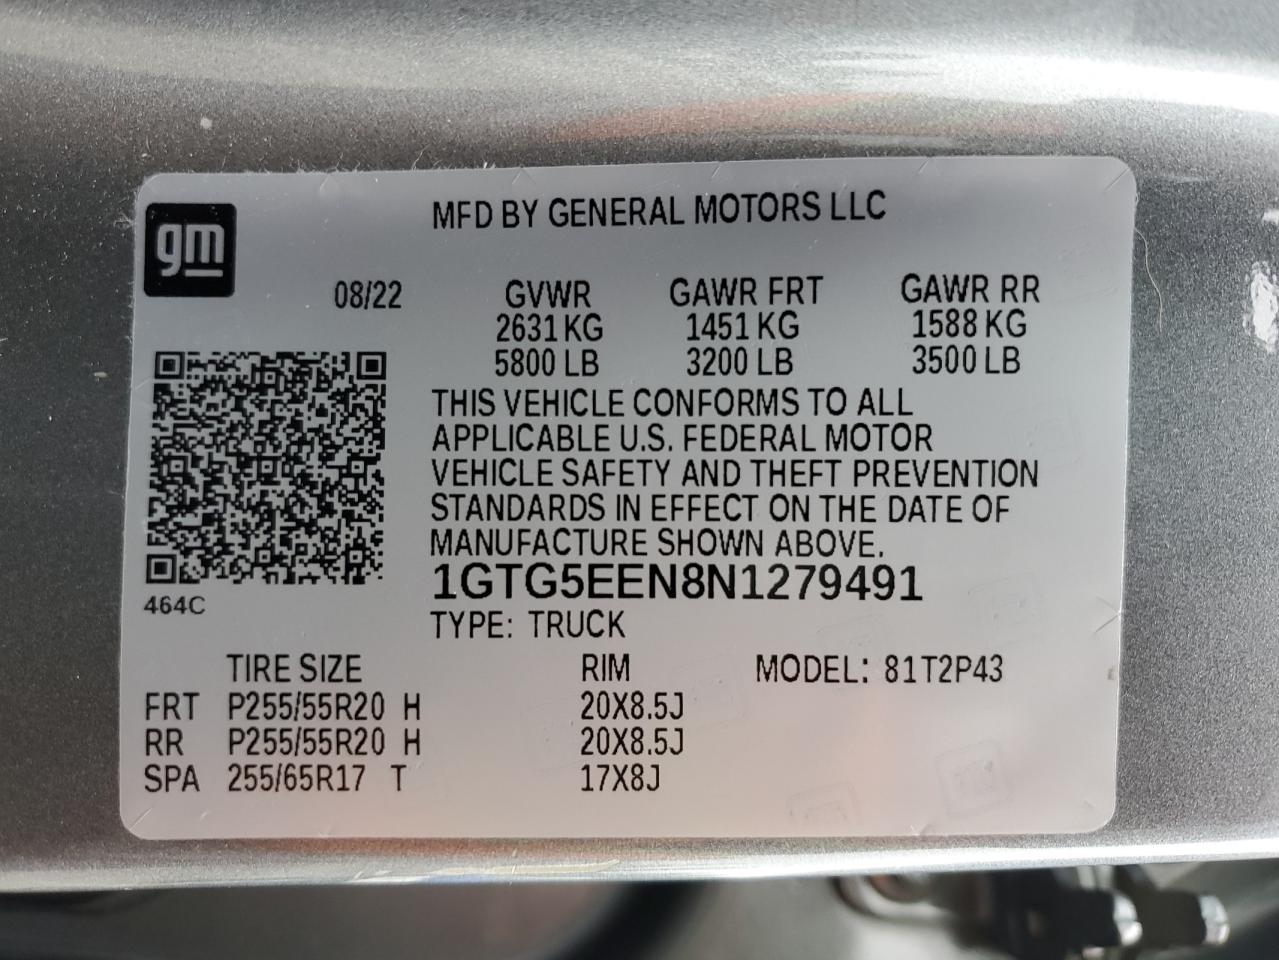 MFD BY GENERAL MOTORS LLC
gm
08/22 GVWR GAWR FRT GAWR RR
2631 KG 1451 KG 1588 KG
5800 LB 3200 LB 3500 LB
THIS VEHICLE CONFORMS TO ALL
APPLICABLE U.S. FEDERAL MOTOR
VEHICLE SAFETY AND THEFT PREVENTION
STANDARDS IN EFFECT ON THE DATE OF
MANUFACTURE SHOWN ABOVE.
1GTG5EEN8N1279491
464C
TYPE: TRUCK
TIRE SIZE RIM MODEL: 81T2P43
FRT P255/55R20 H 20X8.5J
RR P255/55R20 H 20X8.5J
SPA 255/65R17 T 17X8J